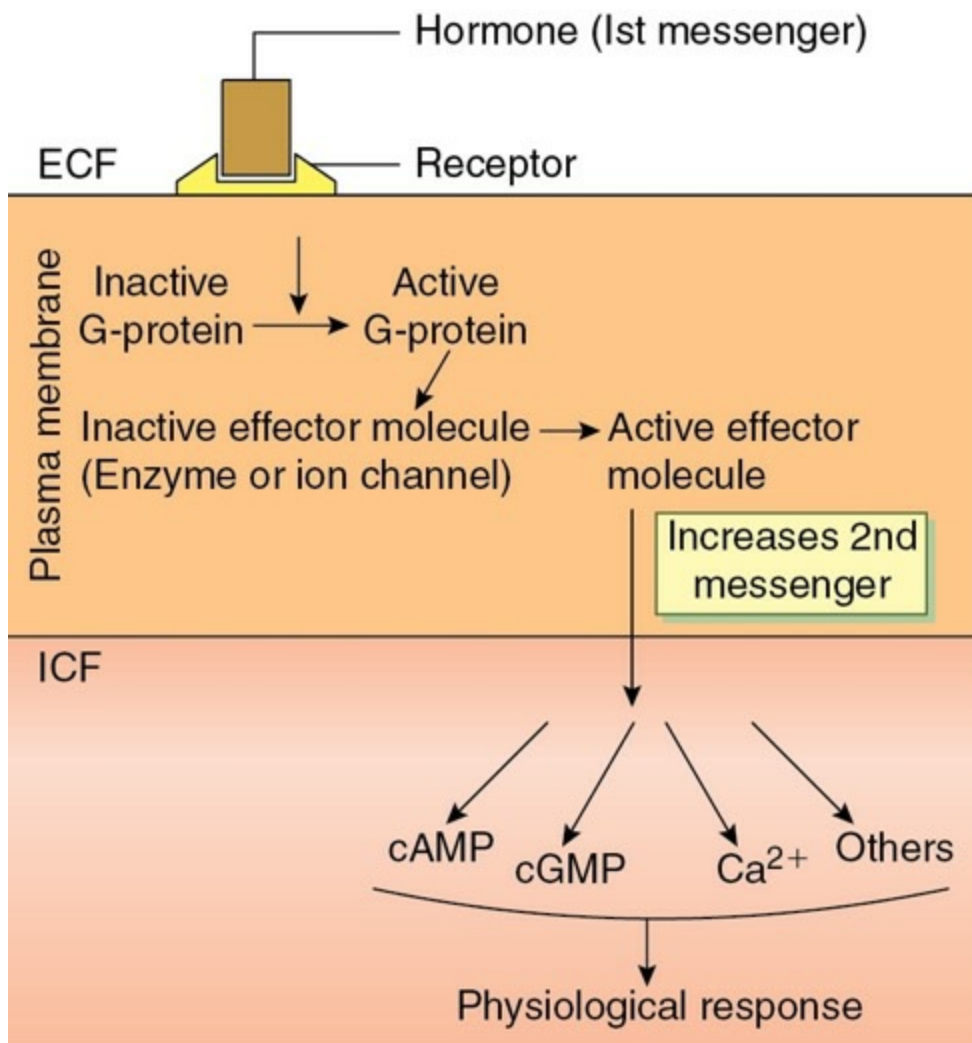 Hormone (Ist messenger)
ECF
Receptor
Plasma membrane
Inactive
G-protein
Active
G-protein
Inactive effector molecule
(Enzyme or ion channel)
Active effector
molecule
Increases 2nd
messenger
ICF
cAMP
cGMP
Ca²⁺
Others
Physiological response